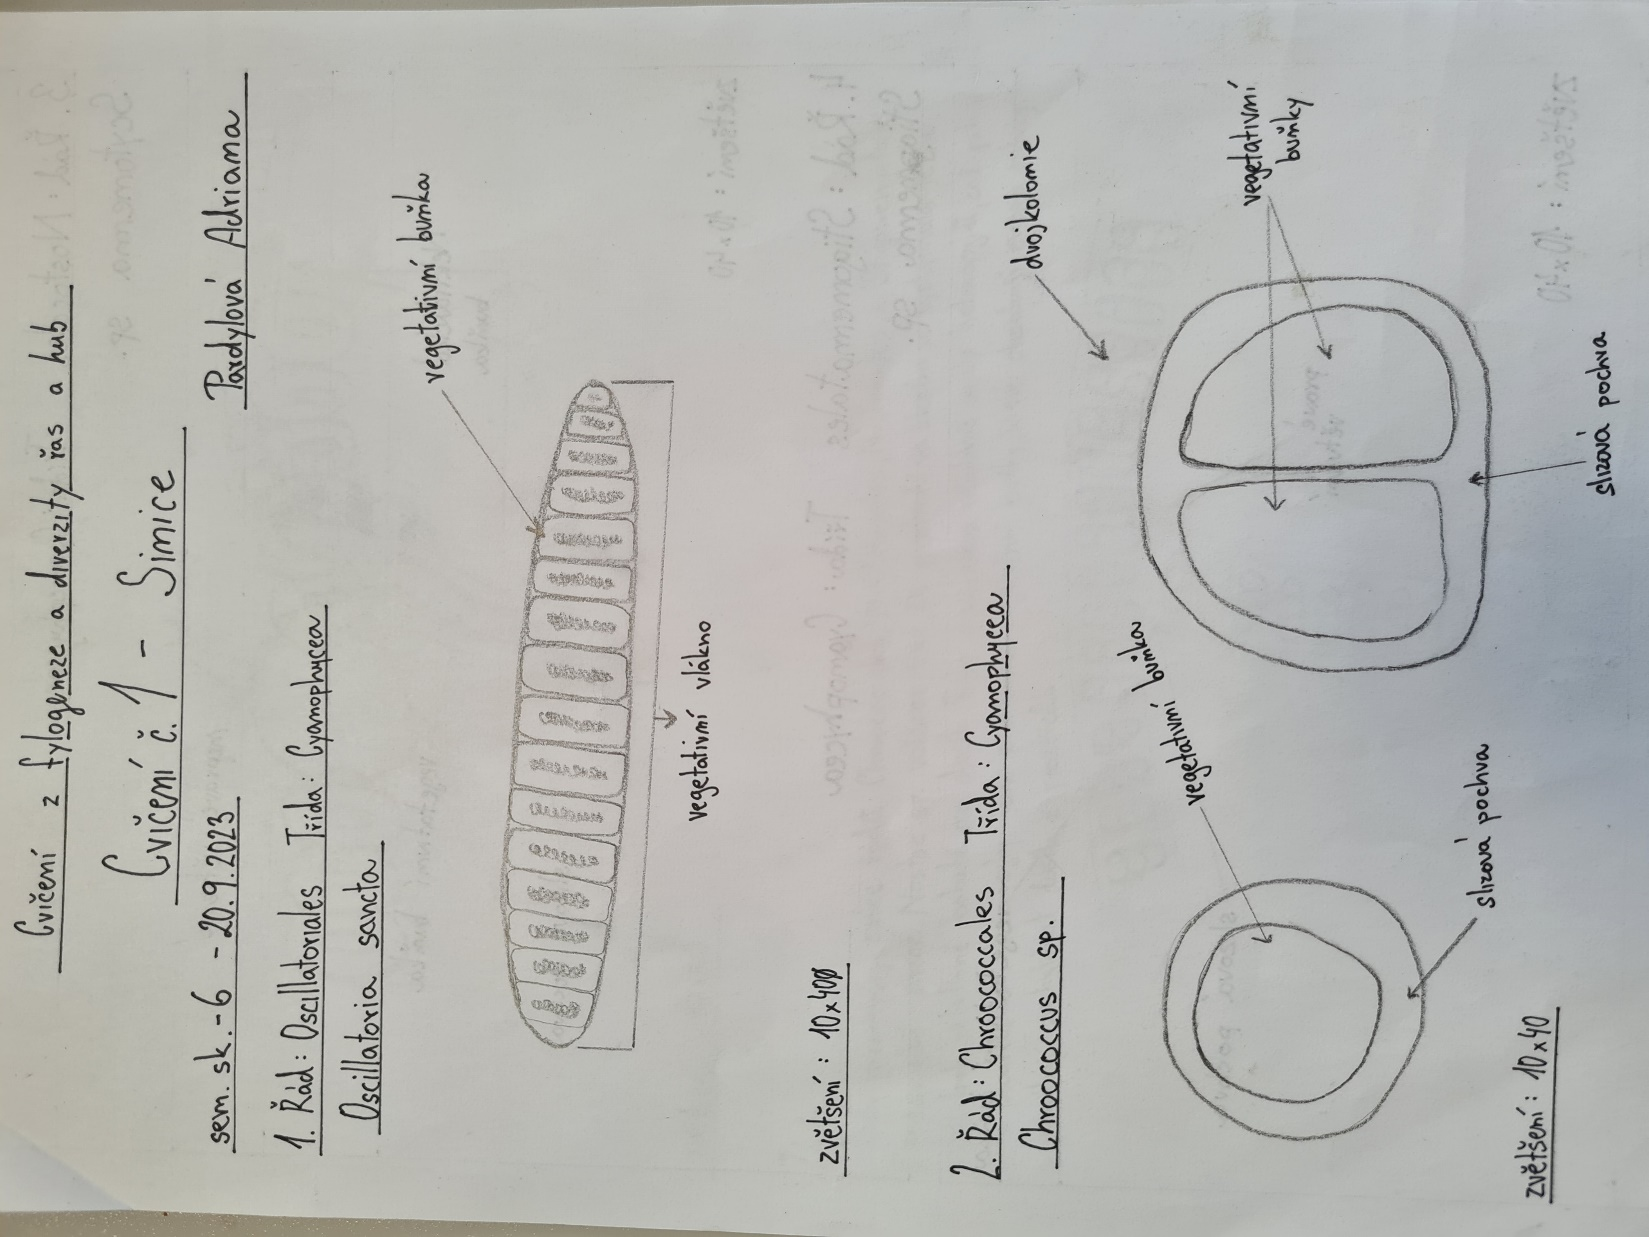 Cvičení z fylogeneze a diverzity řas a hub
Cvičení č. 1 - Sinice
sem. sk. - 6 - 20.9.2023
Pardylová Adriana
1. Řád: Oscillatoriales Třída: Cyanophycea
Oscillatoria sancta
vegetativní buňka
vegetativní vlákno
zvětšení: 10x40
2. Řád: Chroococcales Třída: Cyanophycea
Chroococcus sp.
dvojkolonie
vegetativní buňka
vegetativní
buňky
slizová pochva
slizová pochva
zvětšení: 10x40